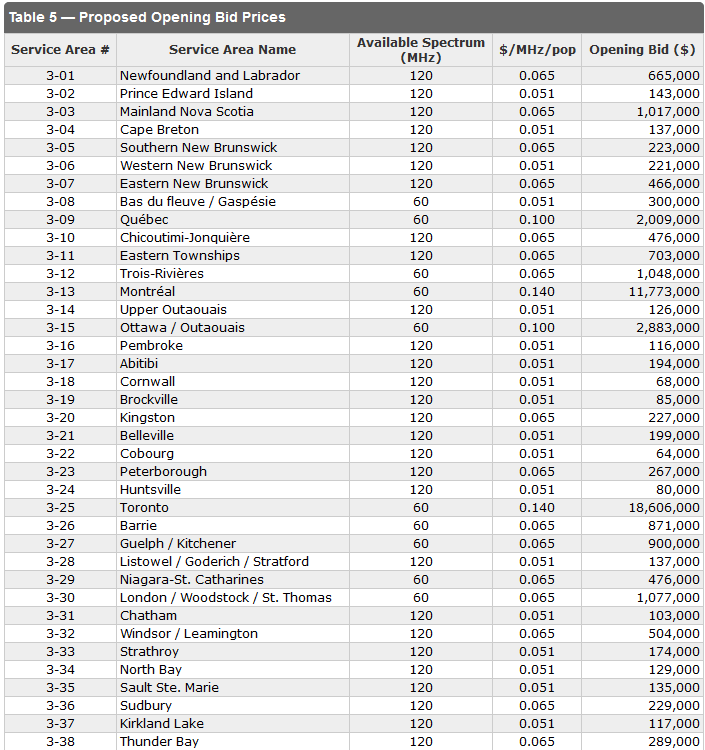 Table 5 — Proposed Opening Bid Prices
Service Area # Service Area Name Available Spectrum (MHz) $/MHz/pop Opening Bid ($)
3-01 Newfoundland and Labrador 120 0.065 665,000
3-02 Prince Edward Island 120 0.051 143,000
3-03 Mainland Nova Scotia 120 0.065 1,017,000
3-04 Cape Breton 120 0.051 137,000
3-05 Southern New Brunswick 120 0.065 223,000
3-06 Western New Brunswick 120 0.051 221,000
3-07 Eastern New Brunswick 120 0.065 466,000
3-08 Bas du fleuve / Gaspésie 60 0.051 300,000
3-09 Québec 60 0.100 2,009,000
3-10 Chicoutimi-Jonquière 120 0.065 476,000
3-11 Eastern Townships 120 0.065 703,000
3-12 Trois-Rivières 60 0.065 1,048,000
3-13 Montréal 60 0.140 11,773,000
3-14 Upper Outaouais 120 0.051 126,000
3-15 Ottawa / Outaouais 60 0.100 2,883,000
3-16 Pembroke 120 0.051 116,000
3-17 Abitibi 120 0.051 194,000
3-18 Cornwall 120 0.051 68,000
3-19 Brockville 120 0.051 85,000
3-20 Kingston 120 0.065 227,000
3-21 Belleville 120 0.051 199,000
3-22 Cobourg 120 0.051 64,000
3-23 Peterborough 120 0.065 267,000
3-24 Huntsville 120 0.051 80,000
3-25 Toronto 60 0.140 18,606,000
3-26 Barrie 60 0.065 871,000
3-27 Guelph / Kitchener 60 0.065 900,000
3-28 Listowel / Goderich / Stratford 120 0.051 137,000
3-29 Niagara-St. Catharines 60 0.065 476,000
3-30 London / Woodstock / St. Thomas 60 0.065 1,077,000
3-31 Chatham 120 0.051 103,000
3-32 Windsor / Leamington 120 0.065 504,000
3-33 Strathroy 120 0.051 174,000
3-34 North Bay 120 0.051 129,000
3-35 Sault Ste. Marie 120 0.051 135,000
3-36 Sudbury 120 0.065 229,000
3-37 Kirkland Lake 120 0.051 117,000
3-38 Thunder Bay 120 0.065 289,000